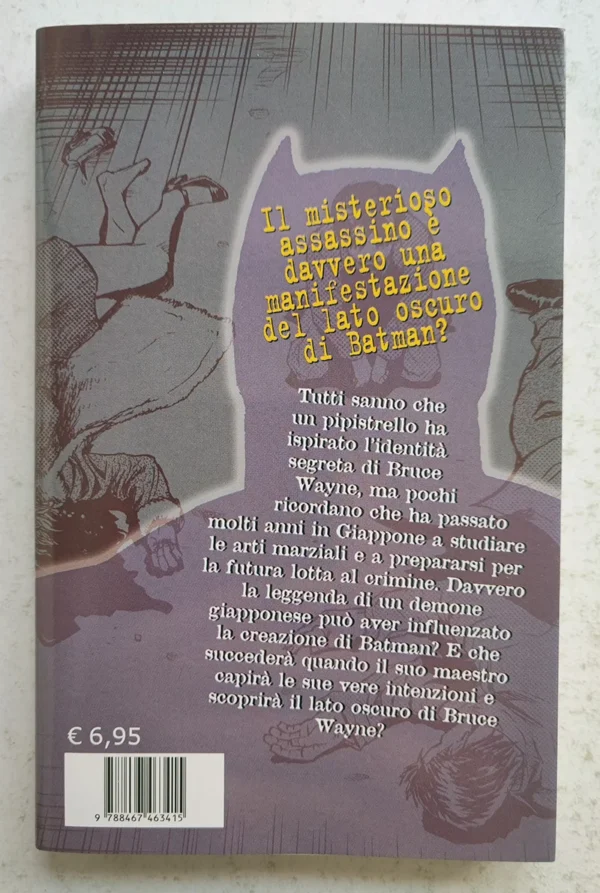 Il misterioso
assassino è
davvero una
manifestazione
del lato oscuro
di Batman?
Tutti sanno che
un pipistrello ha
ispirato l'identità
segreta di Bruce
Wayne, ma pochi
ricordano che ha passato
molti anni in Giappone a studiare
le arti marziali e a prepararsi per
la futura lotta al crimine. Davvero
la leggenda di un demone
giapponese può aver influenzato
la creazione di Batman? E che
succederà quando il suo maestro
capirà le sue vere intenzioni e
scoprirà il lato oscuro di Bruce
Wayne?
€ 6,95
9 788467 463415